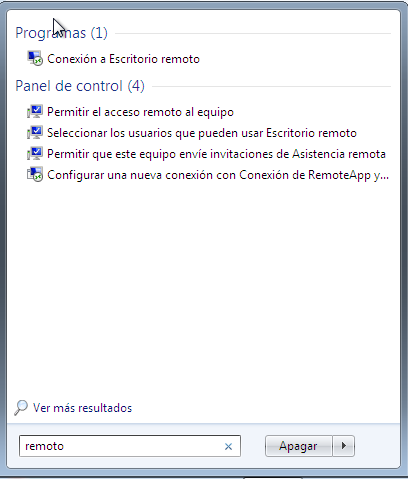 Programas (1)
Conexión a Escritorio remoto
Panel de control (4)
Permitir el acceso remoto al equipo
Seleccionar los usuarios que pueden usar Escritorio remoto
Permitir que este equipo envíe invitaciones de Asistencia remota
Configurar una nueva conexión con Conexión de RemoteApp y...
Ver más resultados
remoto
Apagar